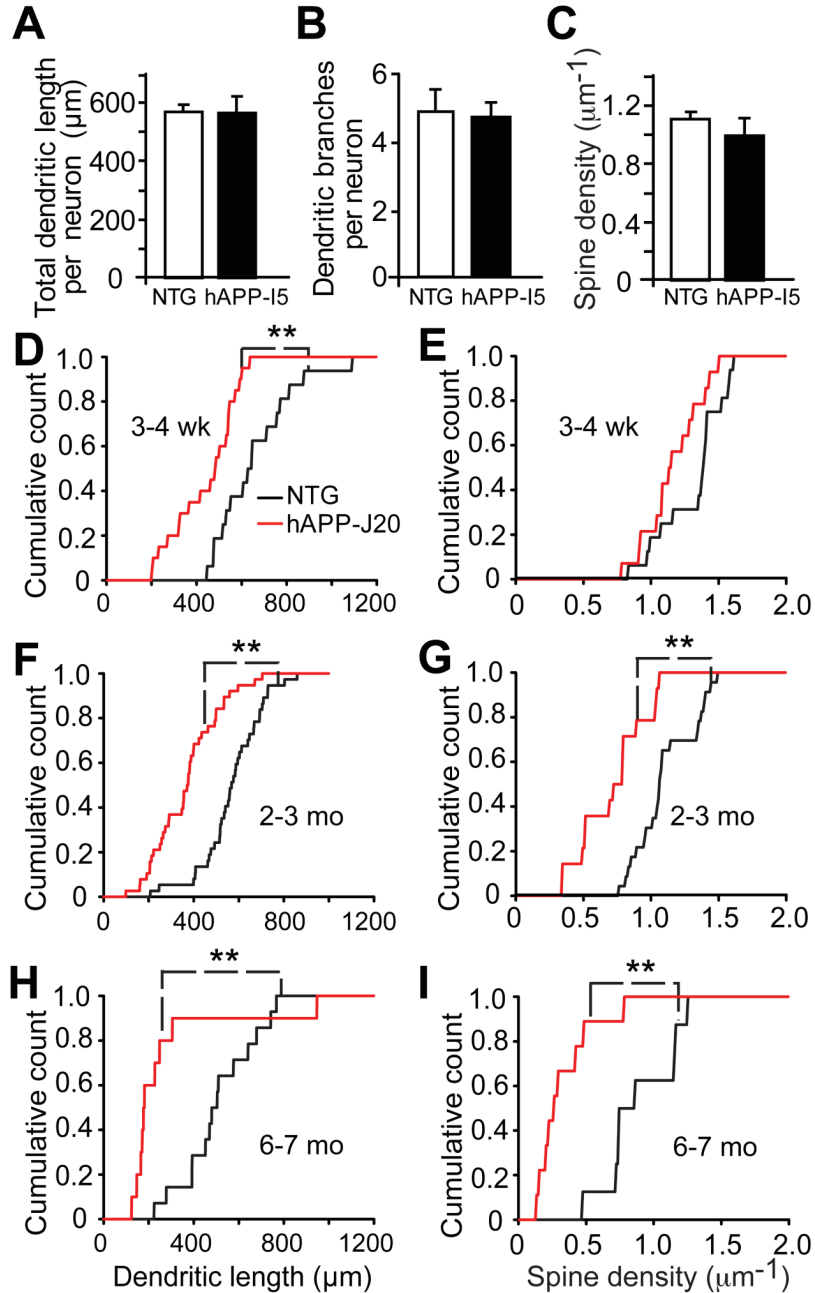 A
Total dendritic length
per neuron (µm)
600
400
200
0
NTG hAPP-I5
B
Dendritic branches
per neuron
6
4
2
0
NTG hAPP-I5
C
Spine density (µm-1)
1.2
0.8
0.4
0
NTG hAPP-I5
D
Cumulative count
1.0
0.8
0.6
0.4
0.2
0
**
3-4 wk
NTG
hAPP-J20
0 400 800 1200
E
Cumulative count
1.0
0.8
0.6
0.4
0.2
0
3-4 wk
0 0.5 1.0 1.5 2.0
F
Cumulative count
1.0
0.8
0.6
0.4
0.2
0
**
2-3 mo
0 400 800 1200
G
Cumulative count
1.0
0.8
0.6
0.4
0.2
0
**
2-3 mo
0 0.5 1.0 1.5 2.0
H
Cumulative count
1.0
0.8
0.6
0.4
0.2
0
**
6-7 mo
0 400 800 1200
Dendritic length (µm)
I
Cumulative count
1.0
0.8
0.6
0.4
0.2
0
**
6-7 mo
0 0.5 1.0 1.5 2.0
Spine density (µm-1)